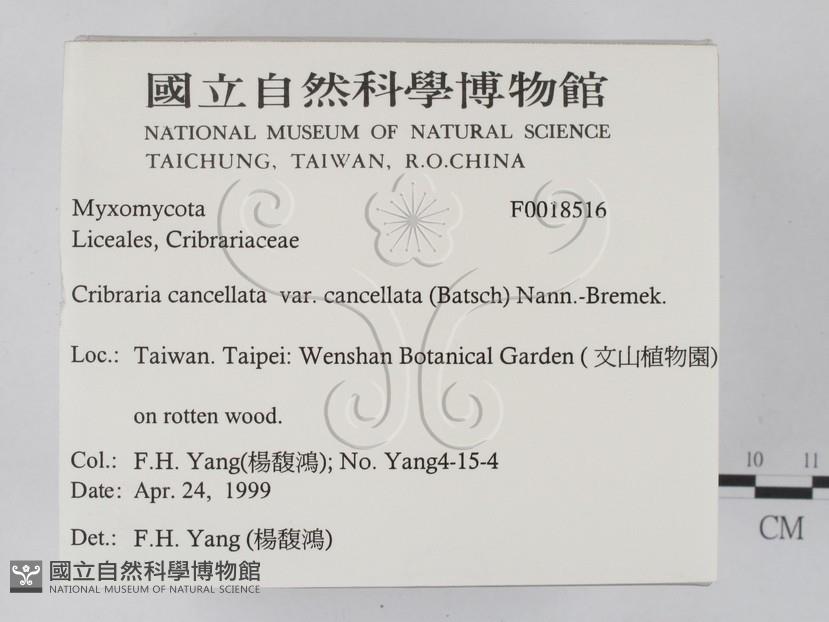 國立自然科學博物館
NATIONAL MUSEUM OF NATURAL SCIENCE
TAICHUNG, TAIWAN, R.O.CHINA
Myxomycota F0018516
Liceales, Cribrariaceae
Cribraria cancellata var. cancellata (Batsch) Nann.-Bremek.
Loc.: Taiwan. Taipei: Wenshan Botanical Garden ( 文山植物園)
on rotten wood.
Col.: F.H. Yang(楊馥鴻); No. Yang4-15-4
Date: Apr. 24, 1999
Det.: F.H. Yang (楊馥鴻)
10 11
CM
國立自然科學博物館
NATIONAL MUSEUM OF NATURAL SCIENCE